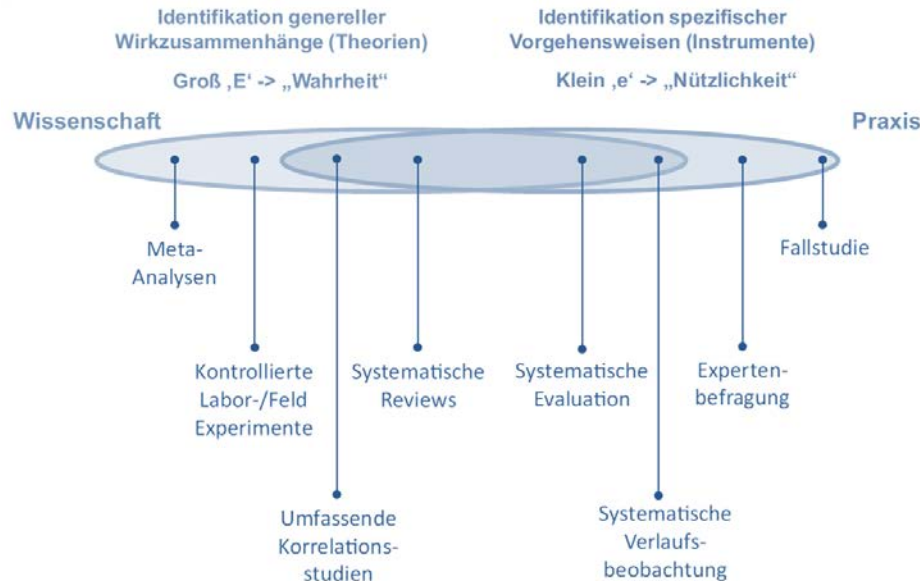 Identifikation genereller
Wirkzusammenhänge (Theorien)
Groß ‚E‘ -> „Wahrheit“
Identifikation spezifischer
Vorgehensweisen (Instrumente)
Klein ‚e‘ -> „Nützlichkeit“
Wissenschaft
Praxis
Meta-
Analysen
Kontrollierte
Labor-/Feld
Experimente
Umfassende
Korrelations-
studien
Systematische
Reviews
Systematische
Evaluation
Systematische
Verlaufs-
beobachtung
Experten-
befragung
Fallstudie